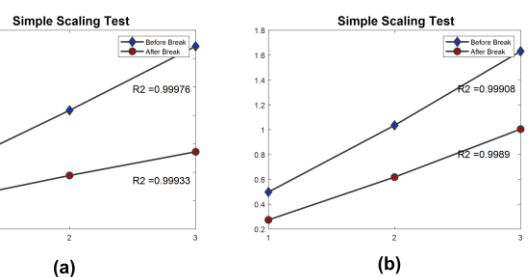 Simple Scaling Test
Before Break
After Break
R2 =0.99976
R2 =0.99933
2
3
(a)
Simple Scaling Test
1.8
1.6
1.4
1.2
1
0.8
0.6
0.4
0.2
Before Break
After Break
R2 =0.99908
R2 =0.9989
1
2
3
(b)